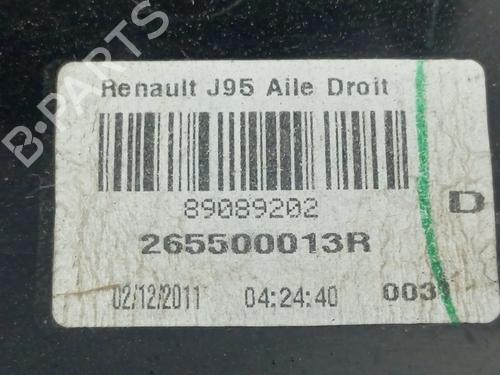 B-PARTS
Renault J95 Aile Droit
89089202
D
265500013R
02/12/2011 04:24:40 003